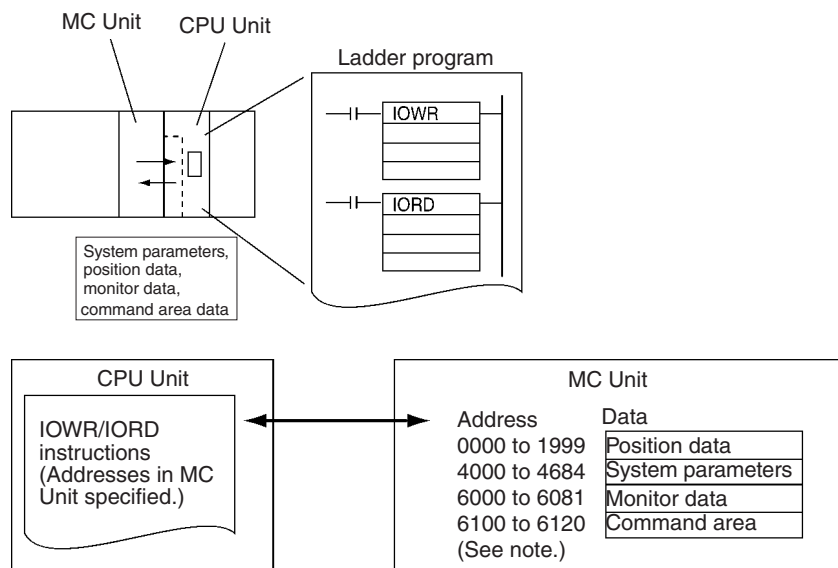 MC Unit
CPU Unit
Ladder program
IOWR
IORD
System parameters,
position data,
monitor data,
command area data
CPU Unit
IOWR/IORD
instructions
(Addresses in MC
Unit specified.)
MC Unit
Address Data
0000 to 1999 Position data
4000 to 4684 System parameters
6000 to 6081 Monitor data
6100 to 6120 Command area
(See note.)